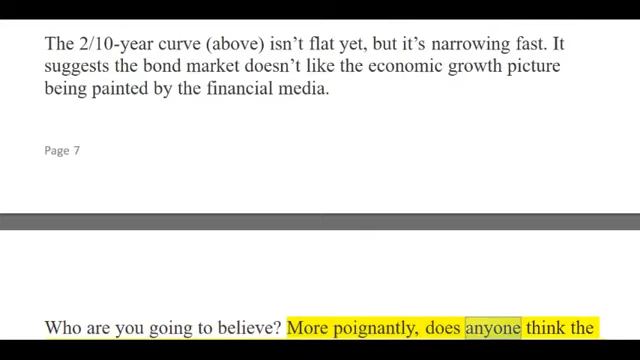 The 2/10-year curve (above) isn’t flat yet, but it’s narrowing fast. It
suggests the bond market doesn’t like the economic growth picture
being painted by the financial media.
Page 7
Who are you going to believe? More poignantly, does anyone think the